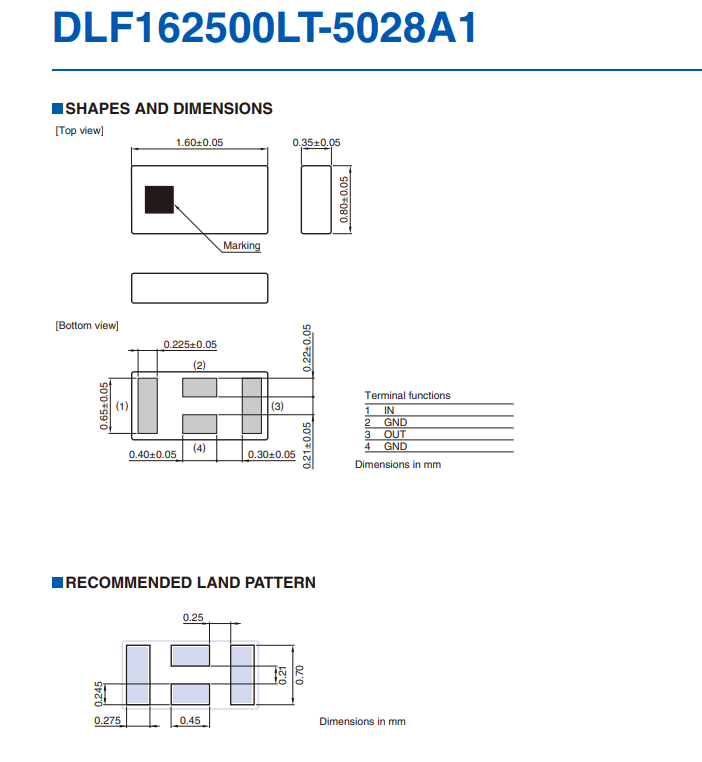 DLF162500LT-5028A1
SHAPES AND DIMENSIONS
[Top view]
1.60±0.05
0.35±0.05
0.80±0.05
Marking
[Bottom view]
0.225±0.05
0.22±0.05
(2)
0.65±0.05
(1)
(3)
(4)
0.40±0.05
0.30±0.05
0.21±0.05
Terminal functions
1 IN
2 GND
3 OUT
4 GND
Dimensions in mm
RECOMMENDED LAND PATTERN
0.25
0.21
0.70
0.245
0.275
0.45
Dimensions in mm